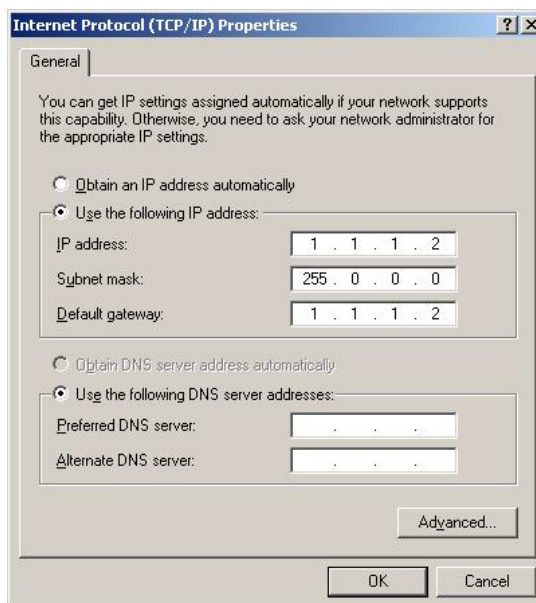 Internet Protocol (TCP/IP) Properties
General
You can get IP settings assigned automatically if your network supports
this capability. Otherwise, you need to ask your network administrator for
the appropriate IP settings.
Obtain an IP address automatically
Use the following IP address:
IP address: 1 . 1 . 1 . 2
Subnet mask: 255 . 0 . 0 . 0
Default gateway: 1 . 1 . 1 . 2
Obtain DNS server address automatically
Use the following DNS server addresses:
Preferred DNS server: . . .
Alternate DNS server: . . .
Advanced...
OK Cancel